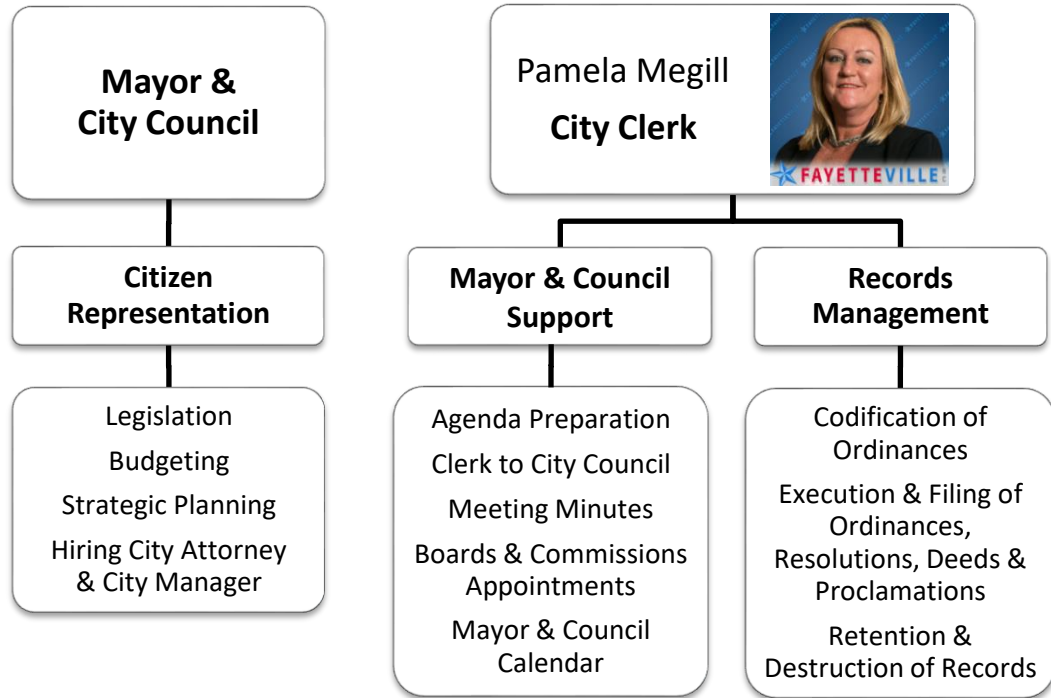 Mayor &
City Council
Pamela Megill
City Clerk
FAYETTEVILLE
Citizen
Representation
Mayor & Council
Support
Records
Management
Legislation
Budgeting
Strategic Planning
Hiring City Attorney
& City Manager
Agenda Preparation
Clerk to City Council
Meeting Minutes
Boards & Commissions
Appointments
Mayor & Council
Calendar
Codification of
Ordinances
Execution & Filing of
Ordinances,
Resolutions, Deeds &
Proclamations
Retention &
Destruction of Records